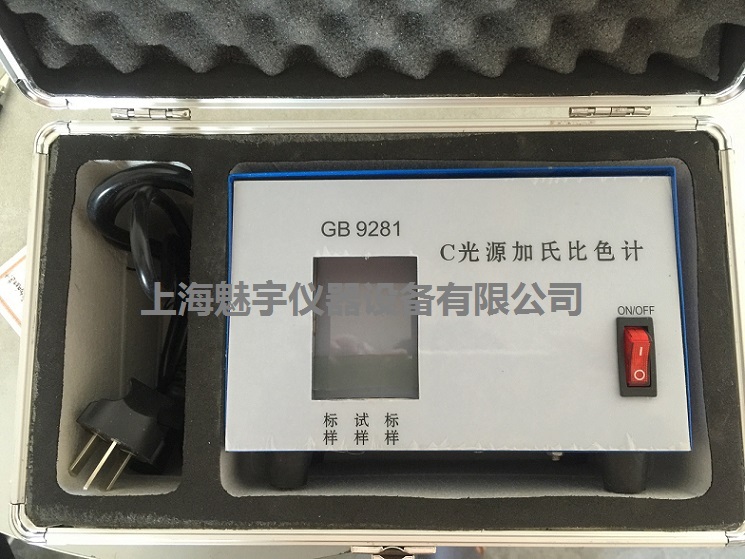 GB 9281
C光源加氏比色计
上海魅宇仪器设备有限公司
ON/OFF
标 试 标
样 样 样